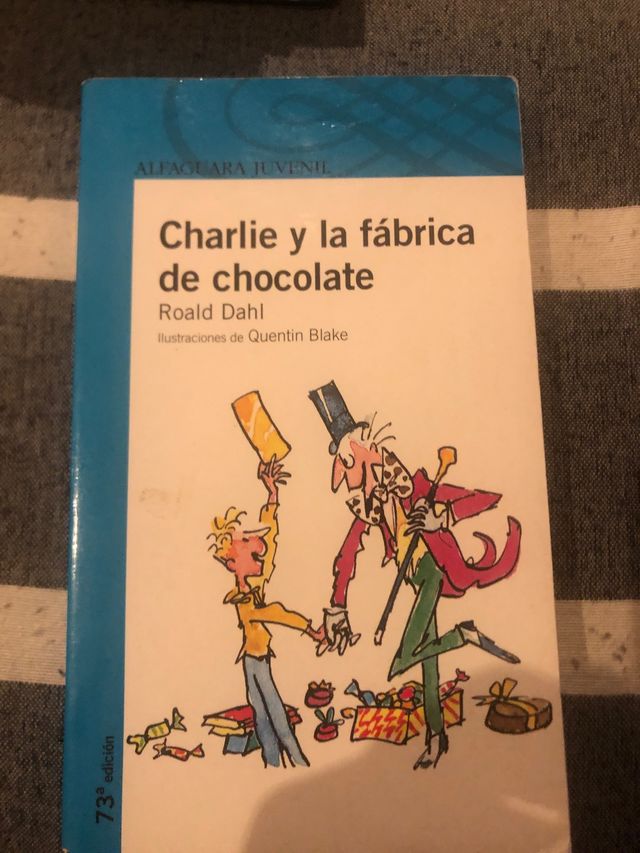 ALFAGUARA JUVENIL
Charlie y la fábrica
de chocolate
Roald Dahl
Ilustraciones de Quentin Blake
73ª edición